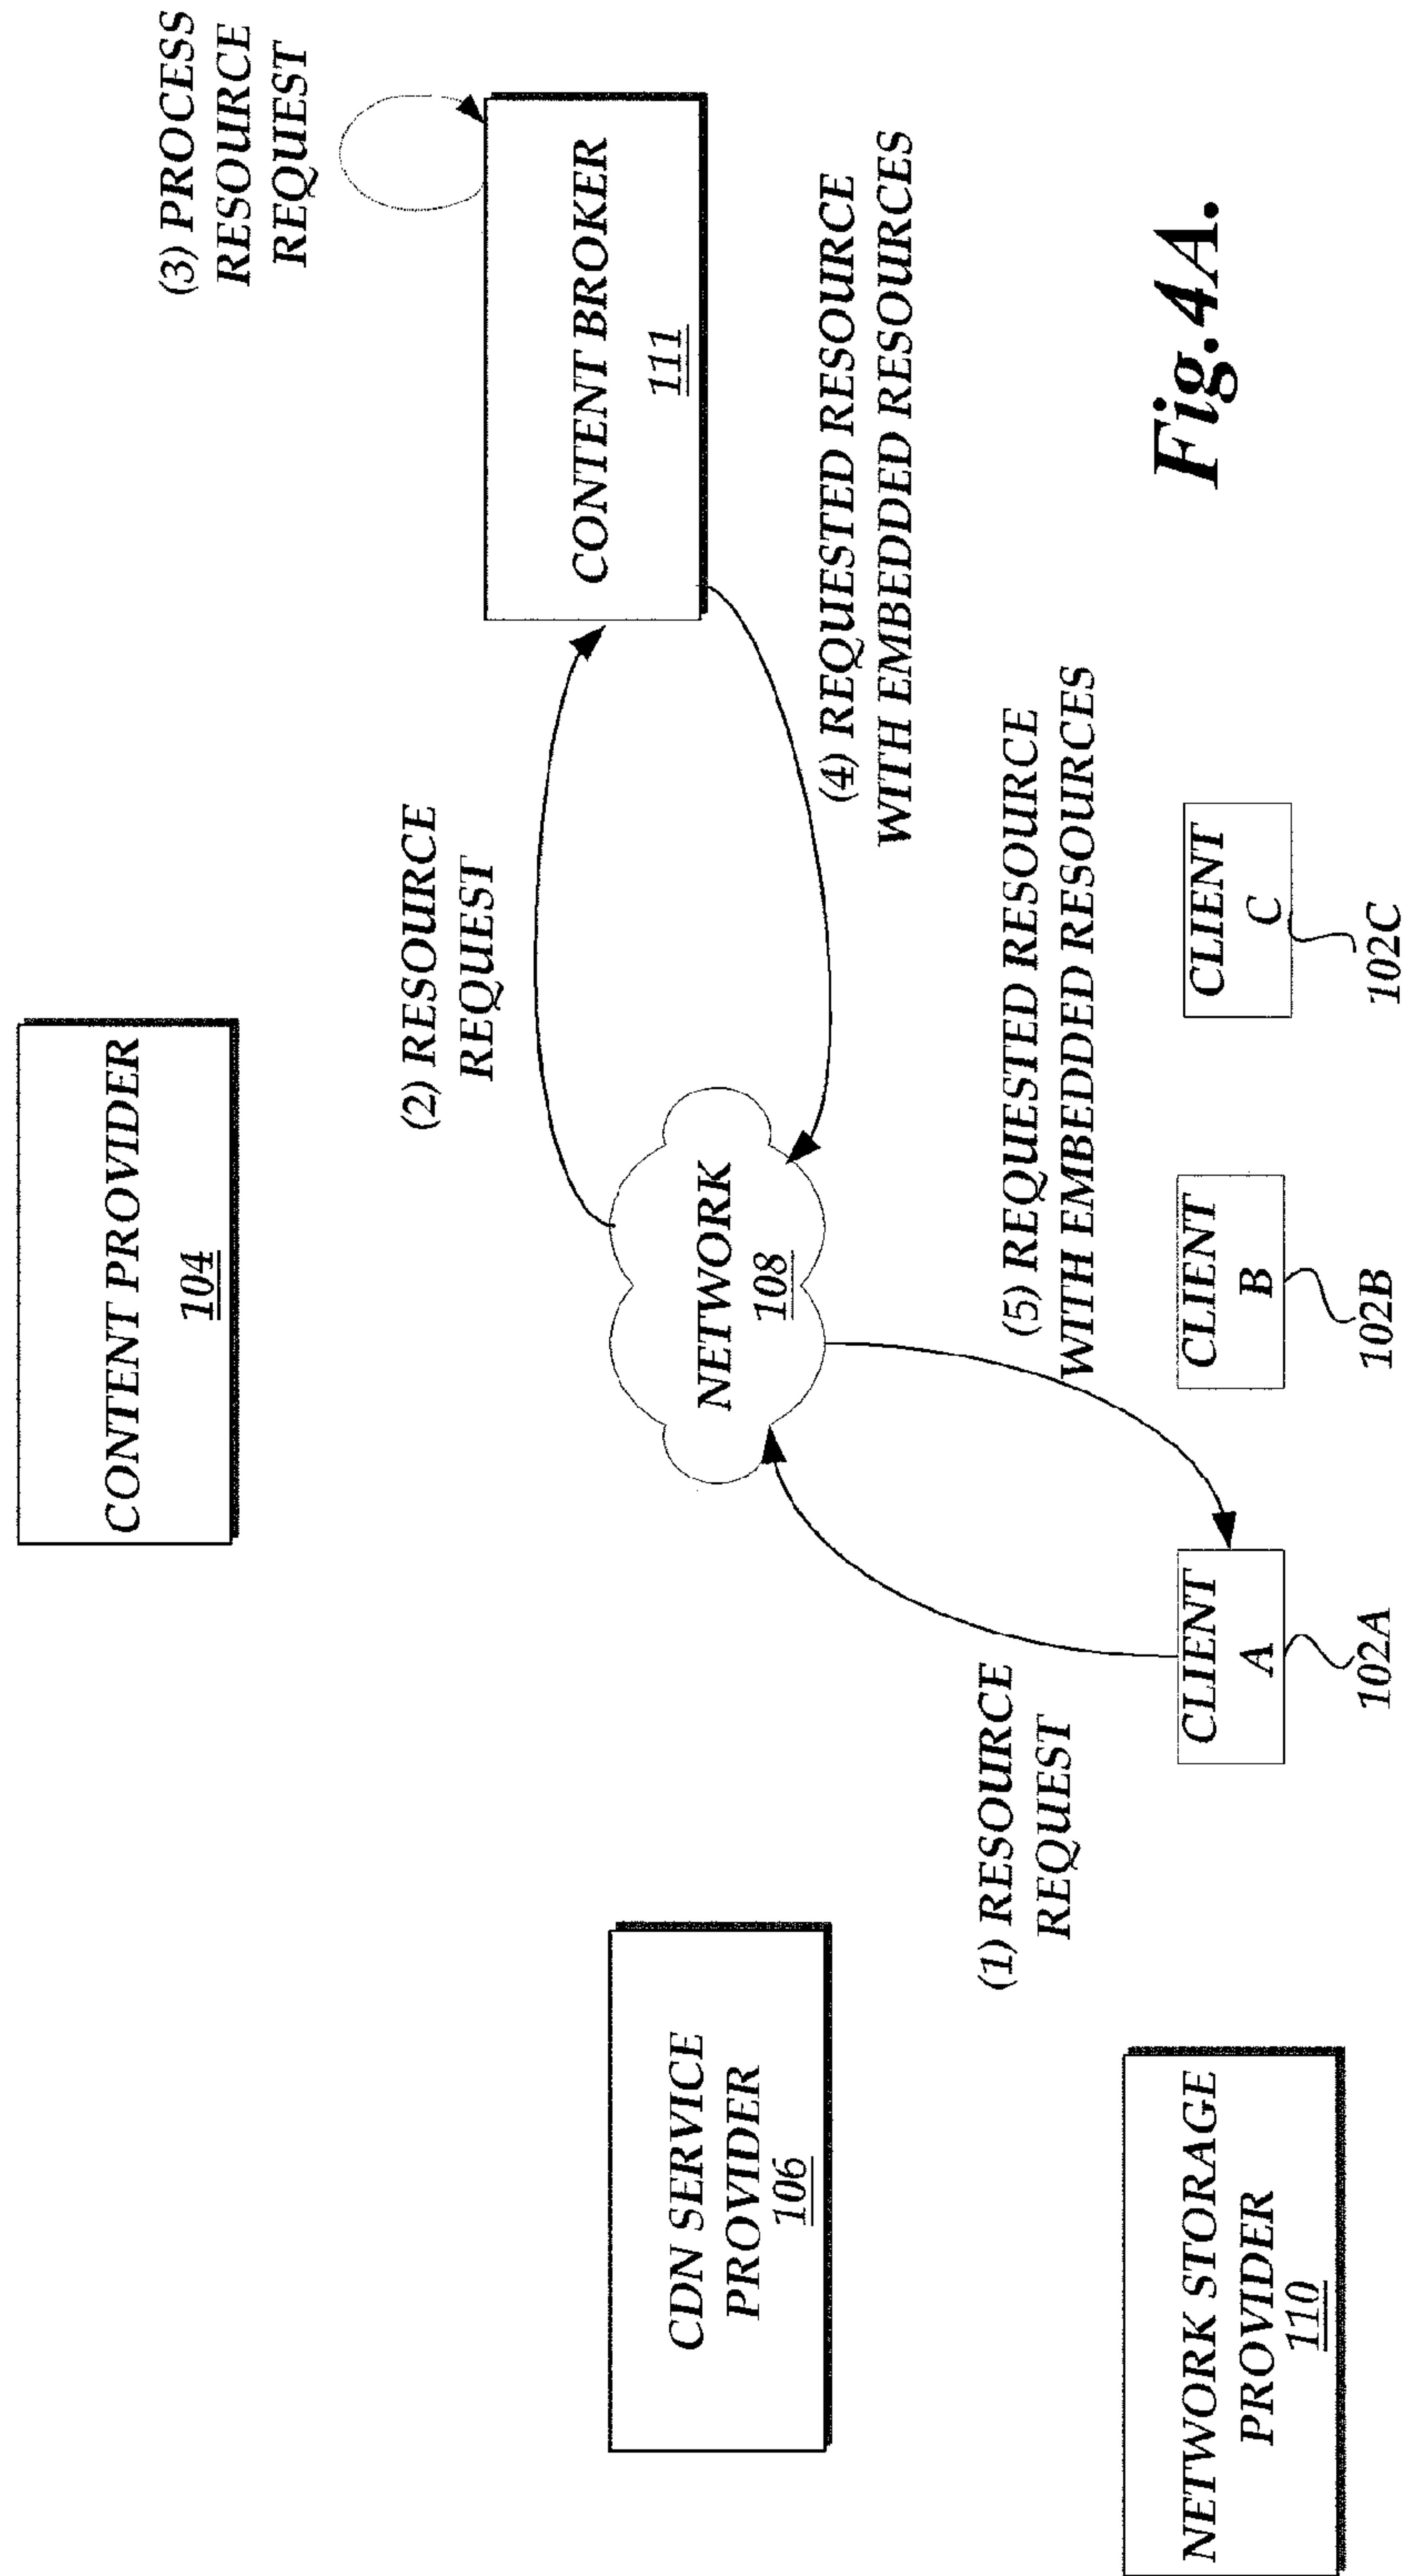 CONTENT PROVIDER
104
(3) PROCESS
RESOURCE
REQUEST
CDN SERVICE
PROVIDER
106
(2) RESOURCE
REQUEST
NETWORK
108
CONTENT BROKER
111
(1) RESOURCE
REQUEST
(5) REQUESTED RESOURCE
WITH EMBEDDED RESOURCES
(4) REQUESTED RESOURCE
WITH EMBEDDED RESOURCES
NETWORK STORAGE
PROVIDER
110
CLIENT
A
102A
CLIENT
B
102B
CLIENT
C
102C
Fig.4A.